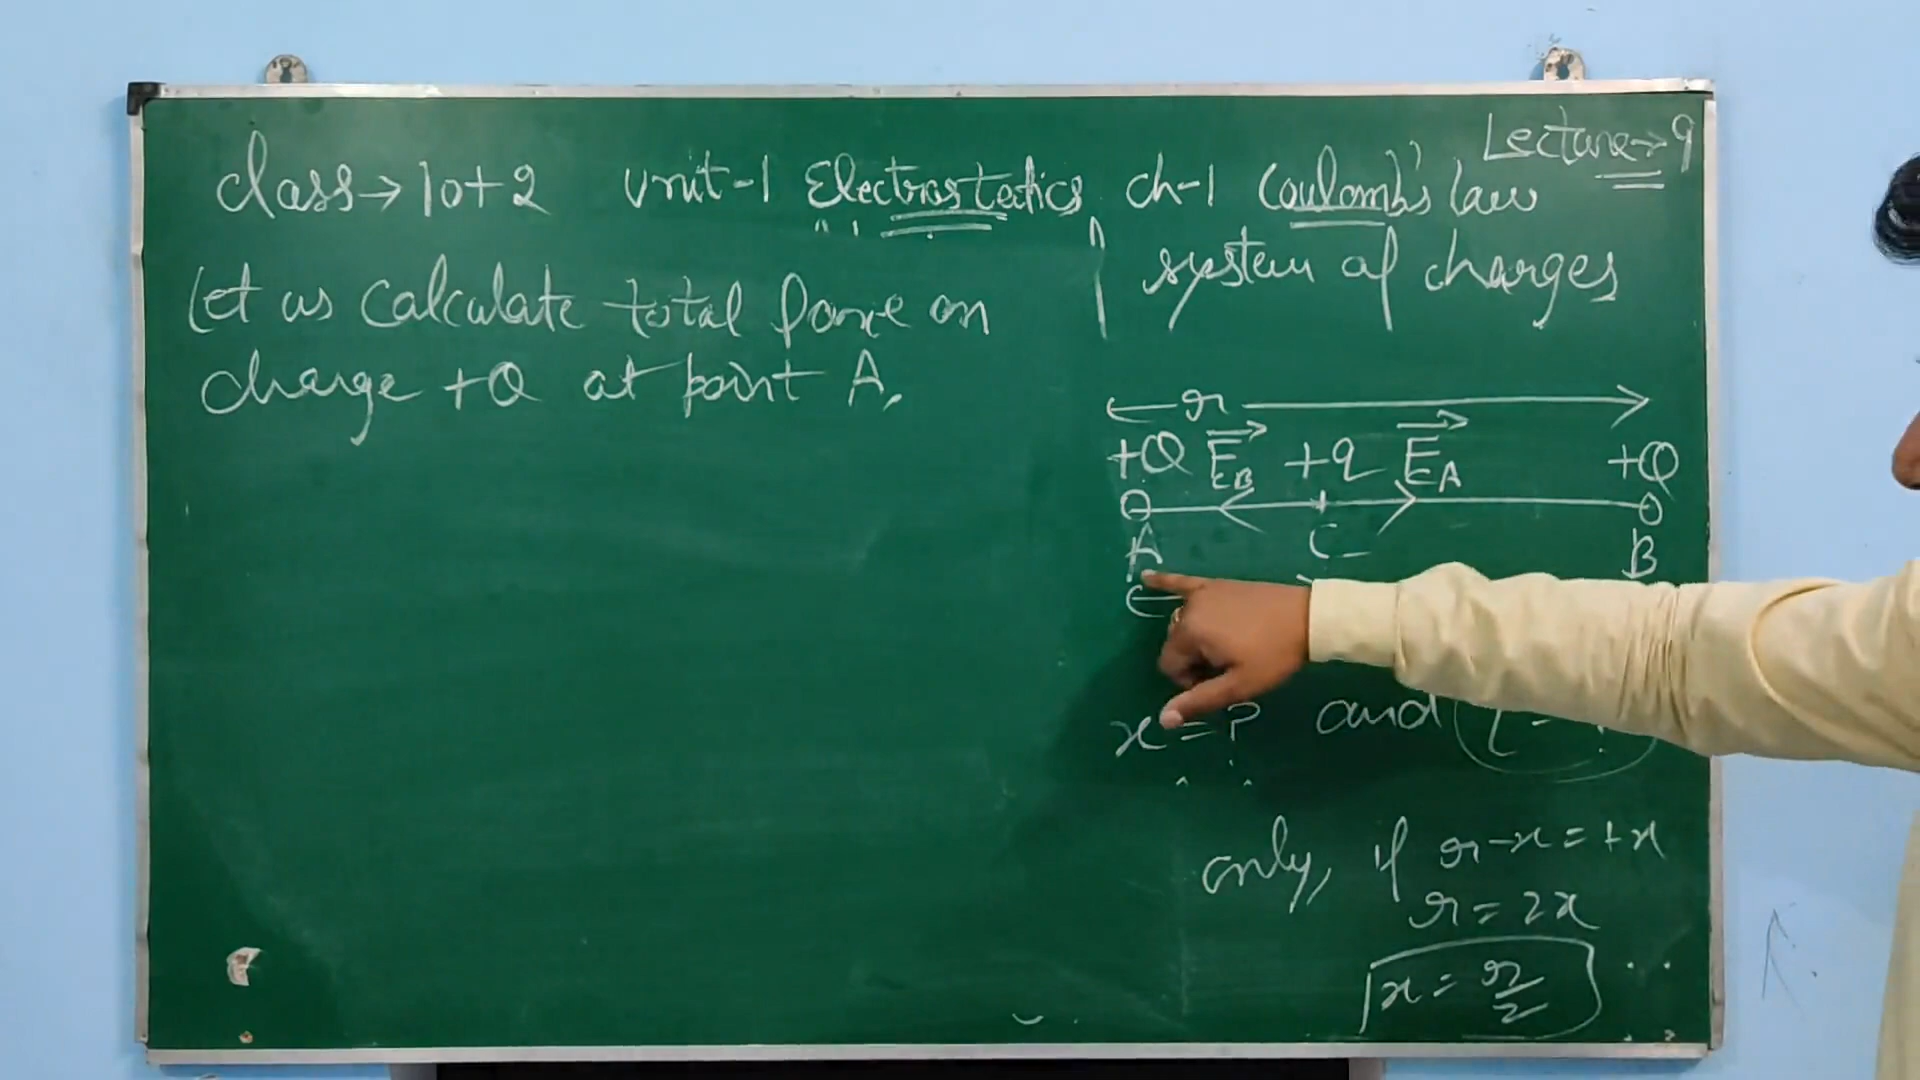 Lecture → 9
Class → 10+2 Unit-1 Electrostatics ch-1 Coulomb's law
system of charges
Let us calculate total force on
charge +Q at point A.
r
+Q E_B +q E_A +Q
A C B
x = ? and
only, if r-x = +x
r = 2x
x = r/2